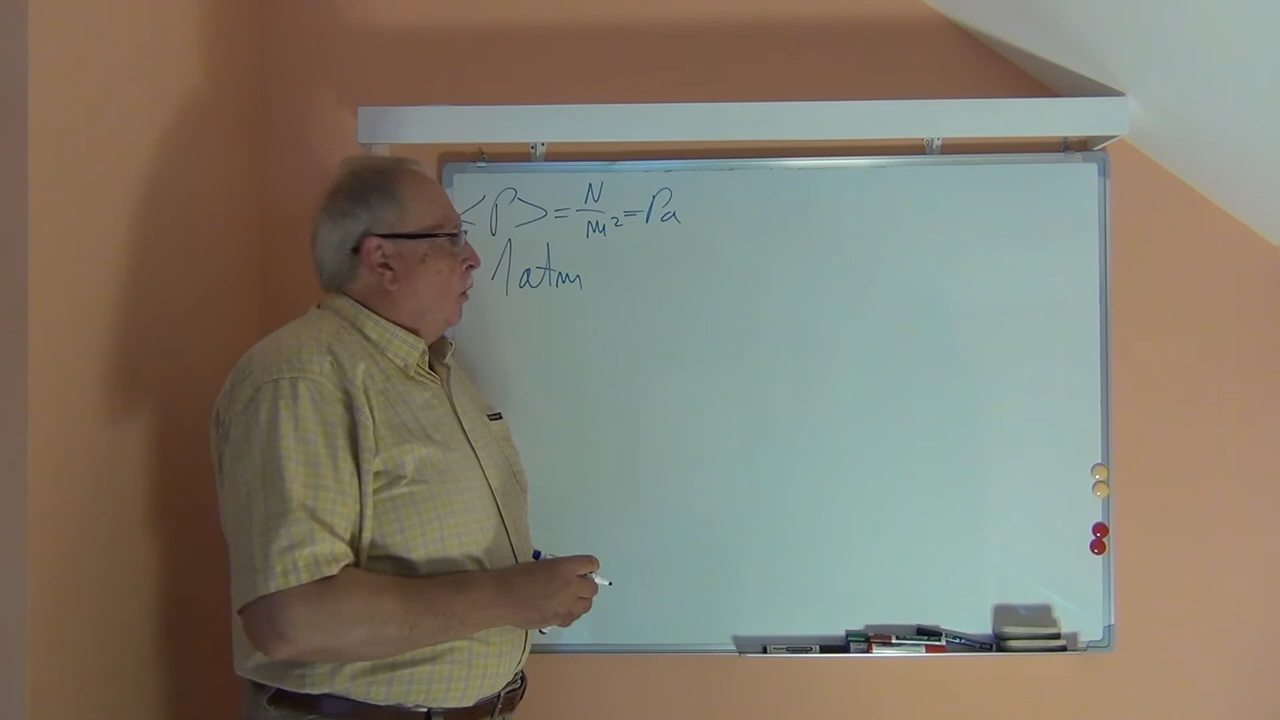 <P> = N/m² = Pa
1 atm